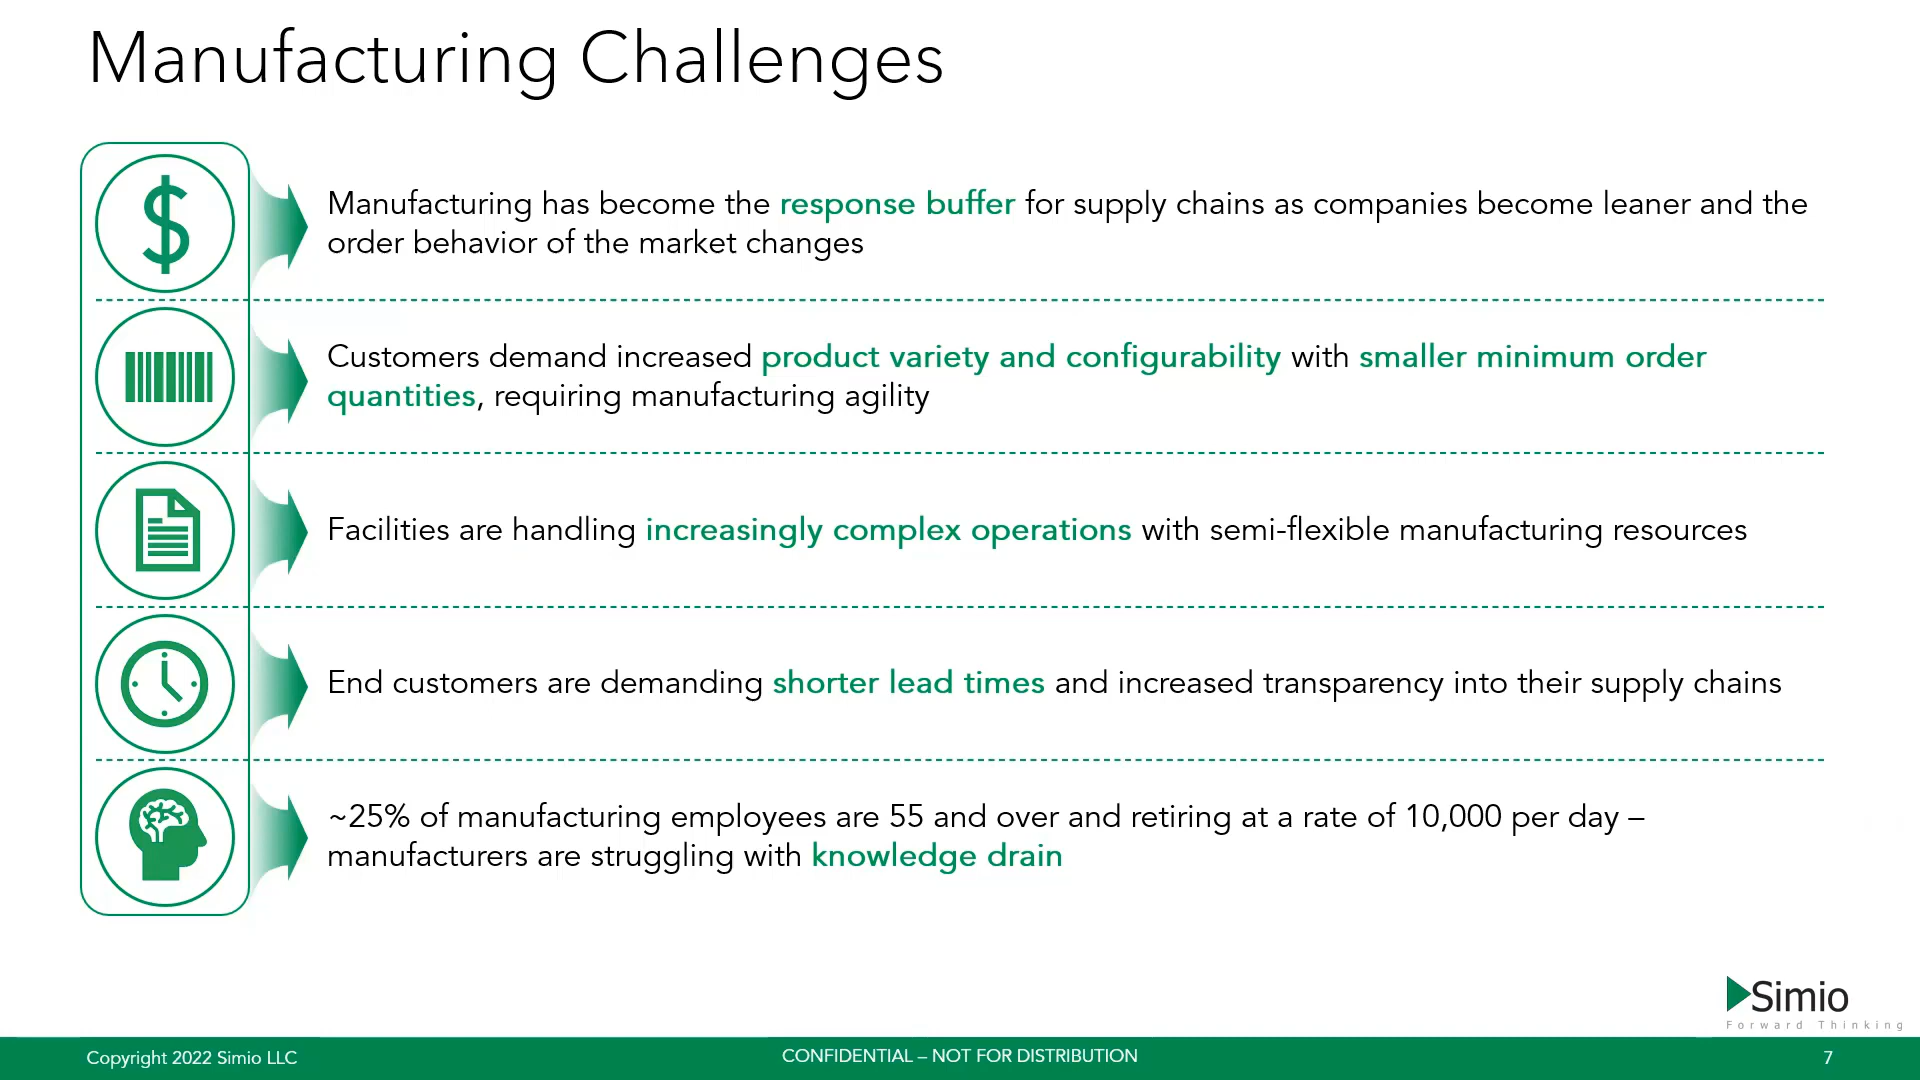 Manufacturing Challenges
Manufacturing has become the response buffer for supply chains as companies become leaner and the
order behavior of the market changes
Customers demand increased product variety and configurability with smaller minimum order
quantities, requiring manufacturing agility
Facilities are handling increasingly complex operations with semi-flexible manufacturing resources
End customers are demanding shorter lead times and increased transparency into their supply chains
~25% of manufacturing employees are 55 and over and retiring at a rate of 10,000 per day –
manufacturers are struggling with knowledge drain
Simio
Forward Thinking
Copyright 2022 Simio LLC
CONFIDENTIAL – NOT FOR DISTRIBUTION
7